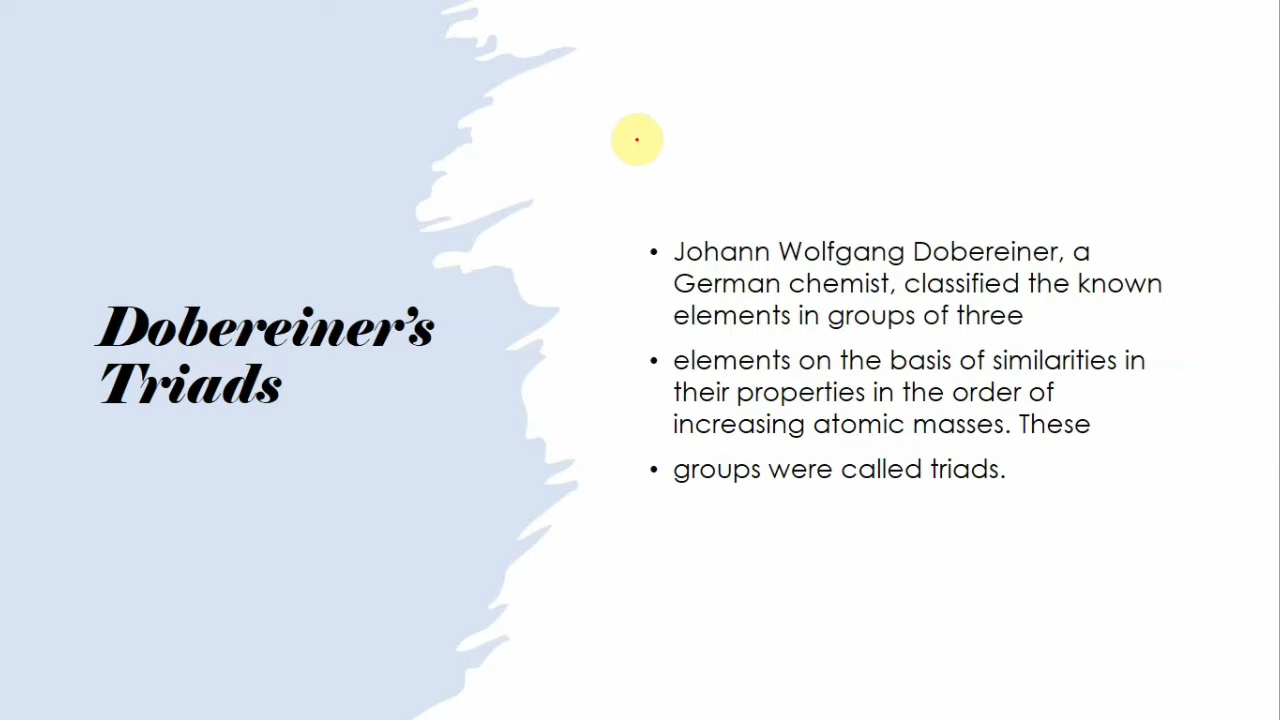 Dobereiner's
Triads
• Johann Wolfgang Dobereiner, a
German chemist, classified the known
elements in groups of three
• elements on the basis of similarities in
their properties in the order of
increasing atomic masses. These
• groups were called triads.